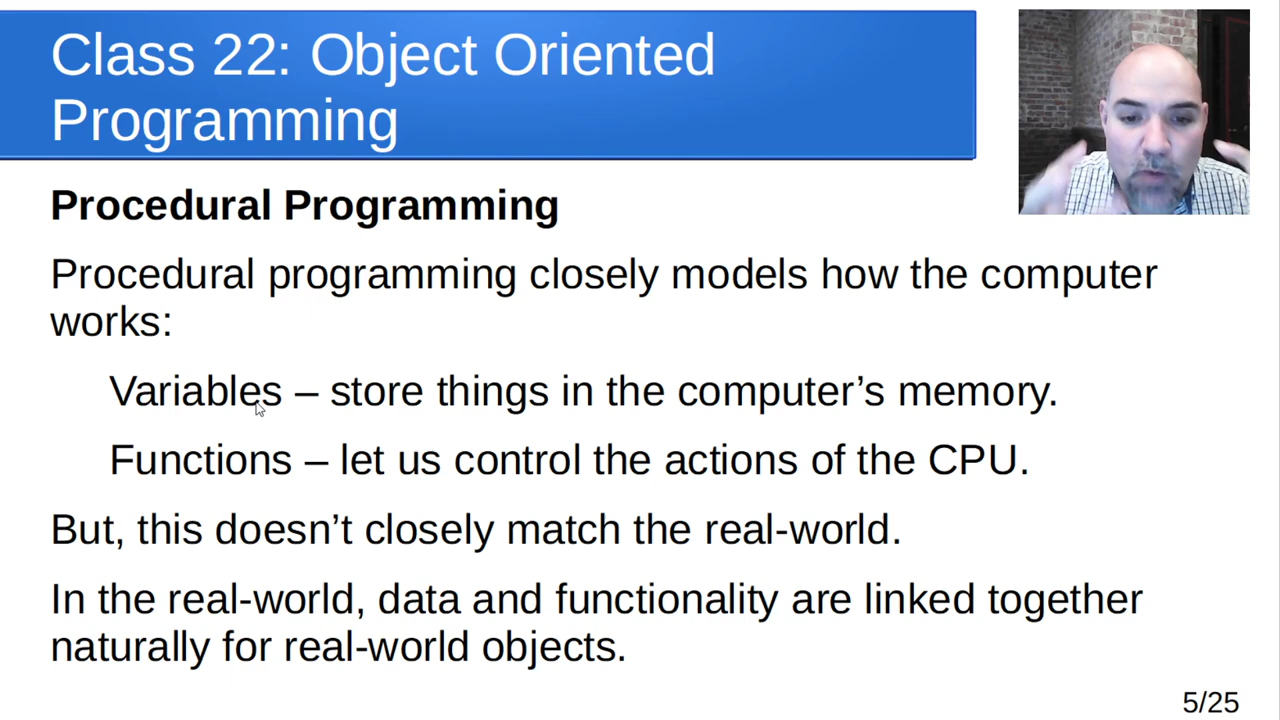 Class 22: Object Oriented
Programming
Procedural Programming
Procedural programming closely models how the computer
works:
Variables – store things in the computer’s memory.
Functions – let us control the actions of the CPU.
But, this doesn’t closely match the real-world.
In the real-world, data and functionality are linked together
naturally for real-world objects.
5/25